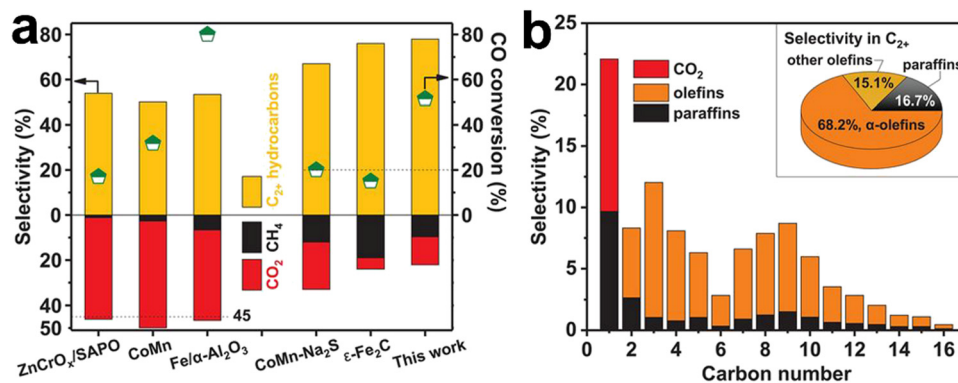 a
80
60
40
20
0
20
40
50
Selectivity (%)
C₂₊ hydrocarbons
CH₄
CO₂
45
80
60
40
20
0
CO conversion (%)
ZnCrOₓ/SAPO
CoMn
Fe/α-Al₂O₃
CoMn-Na₂S
ε-Fe₂C
This work
b
25
20
15
10
5
0
Selectivity (%)
CO₂
olefins
paraffins
Selectivity in C₂₊
other olefins
paraffins
15.1%
16.7%
68.2%, α-olefins
0 2 4 6 8 10 12 14 16
Carbon number